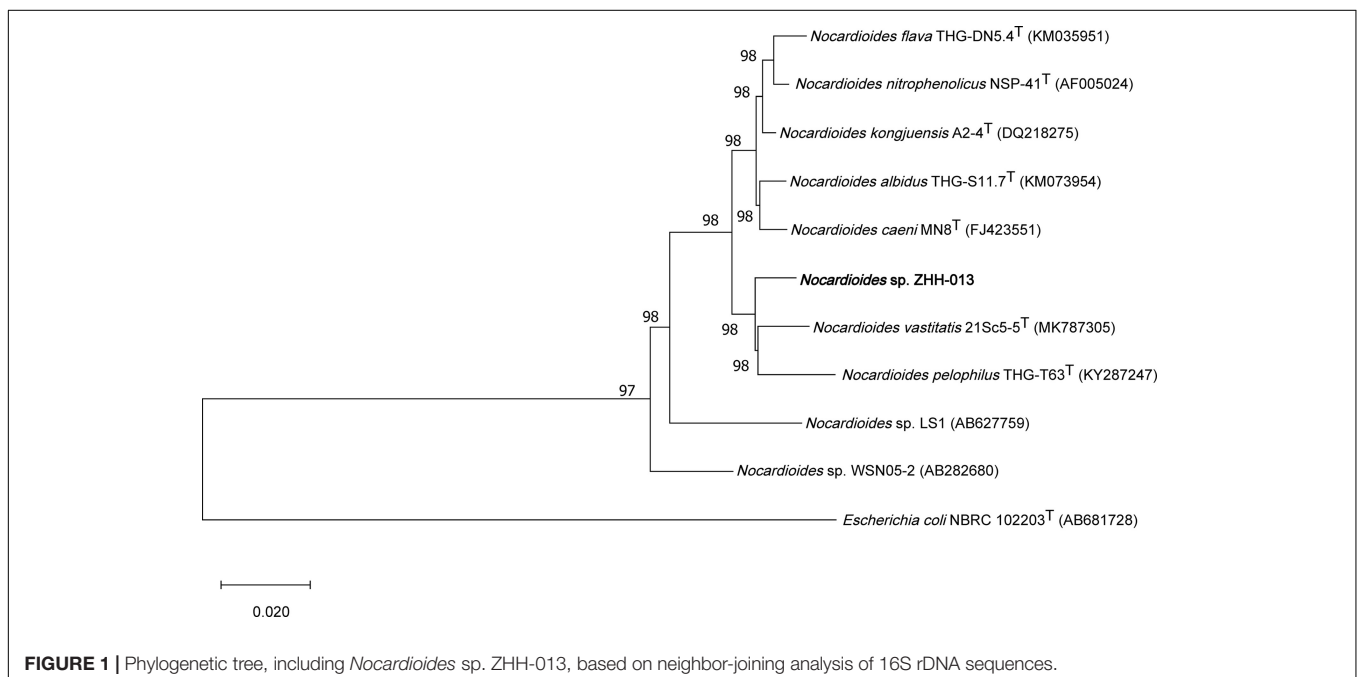 Nocardioides flava THG-DN5.4T (KM035951)
98
Nocardioides nitrophenolicus NSP-41T (AF005024)
98
Nocardioides kongjuensis A2-4T (DQ218275)
98
Nocardioides albidus THG-S11.7T (KM073954)
98
98
Nocardioides caeni MN8T (FJ423551)
Nocardioides sp. ZHH-013
98
98
Nocardioides vastitatis 21Sc5-5T (MK787305)
98
Nocardioides pelophilus THG-T63T (KY287247)
97
Nocardioides sp. LS1 (AB627759)
Nocardioides sp. WSN05-2 (AB282680)
Escherichia coli NBRC 102203T (AB681728)
0.020
FIGURE 1 | Phylogenetic tree, including Nocardioides sp. ZHH-013, based on neighbor-joining analysis of 16S rDNA sequences.